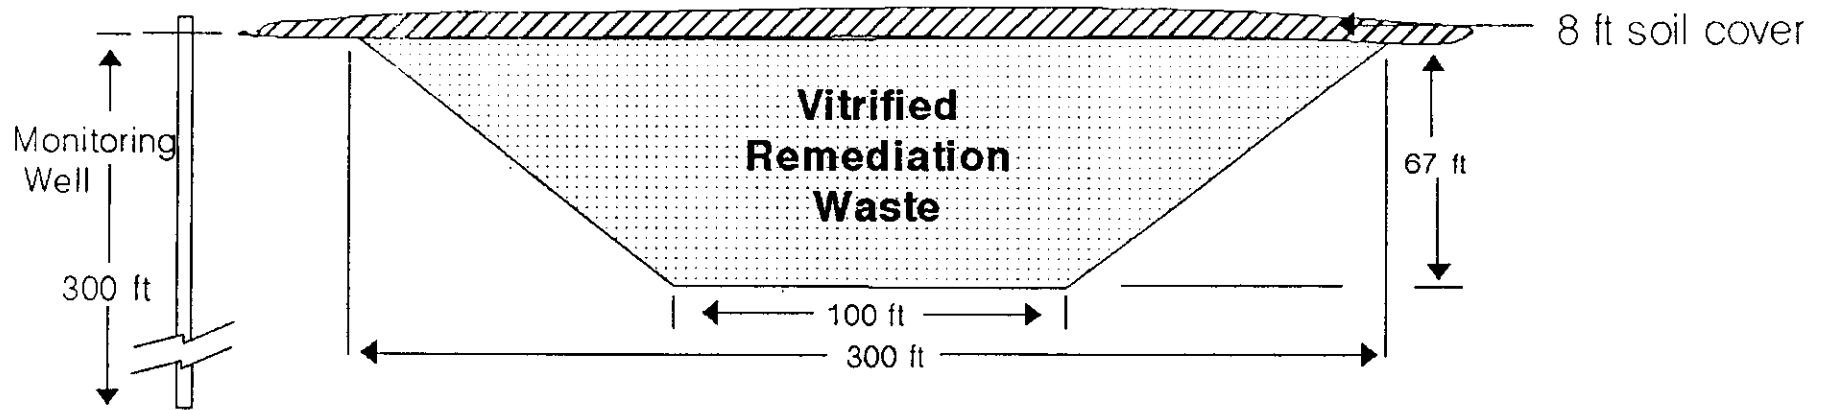 8 ft soil cover
Vitrified
Remediation
Waste
Monitoring
Well
67 ft
300 ft
100 ft
300 ft